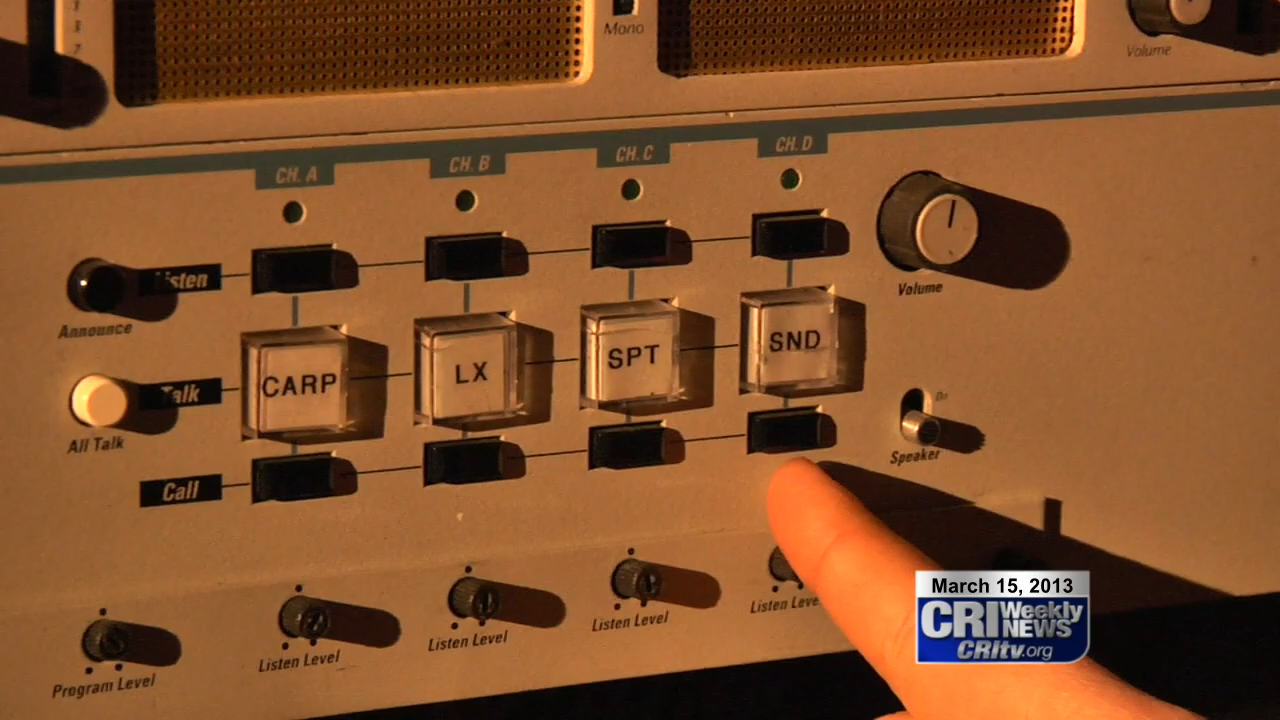 Mono
Volume
CH. A
CH. B
CH. C
CH. D
Listen
Announce
Volume
CARP
LX
SPT
SND
Talk
All Talk
On
Speaker
Call
Program Level
Listen Level
Listen Level
Listen Level
Listen Level
March 15, 2013
CRI Weekly
NEWS
CRItv.org